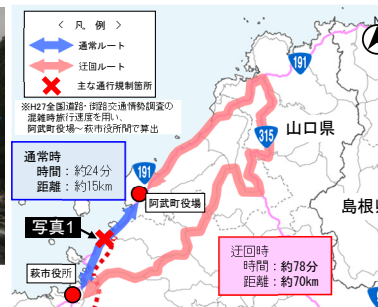 ＜ 凡 例 ＞
通常ルート
迂回ルート
主な通行規制箇所
※H27全国道路・街路交通情勢調査の
混雑時旅行速度を用い、
阿武町役場～萩市役所間で算出
191
315
山口県
島根県
通常時
時間：約24分
距離：約15km
191
阿武町役場
写真1
萩市役所
迂回時
時間：約78分
距離：約70km